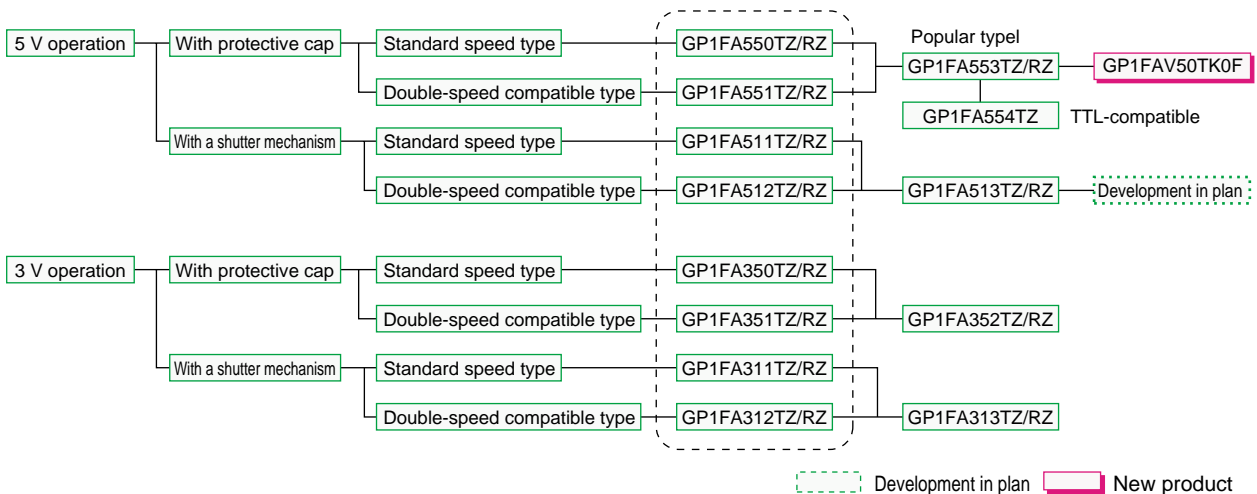 5 V operation
With protective cap
Standard speed type
GP1FA550TZ/RZ
Popular typel
GP1FA553TZ/RZ
GP1FAV50TK0F
Double-speed compatible type
GP1FA551TZ/RZ
GP1FA554TZ
TTL-compatible
With a shutter mechanism
Standard speed type
GP1FA511TZ/RZ
Double-speed compatible type
GP1FA512TZ/RZ
GP1FA513TZ/RZ
Development in plan
3 V operation
With protective cap
Standard speed type
GP1FA350TZ/RZ
Double-speed compatible type
GP1FA351TZ/RZ
GP1FA352TZ/RZ
With a shutter mechanism
Standard speed type
GP1FA311TZ/RZ
Double-speed compatible type
GP1FA312TZ/RZ
GP1FA313TZ/RZ
Development in plan
New product